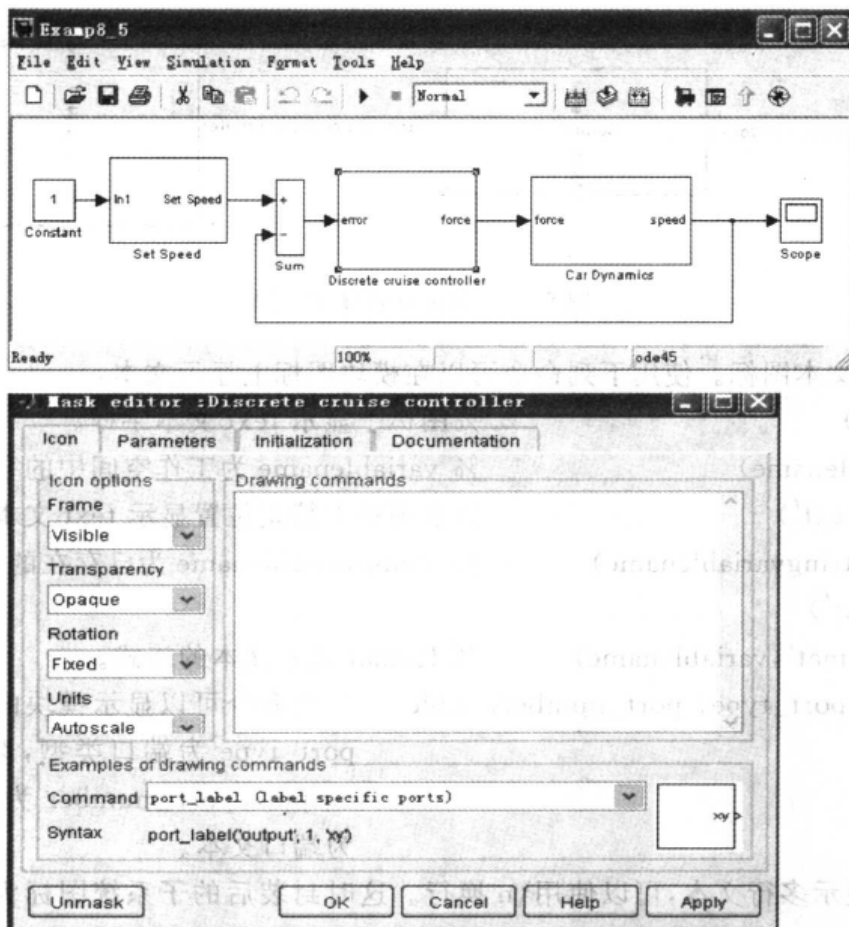 Examp8_5
File Edit View Simulation Format Tools Help
Normal
1
Constant
In1 Set Speed
Set Speed
+
−
Sum
error force
Discrete cruise controller
force speed
Car Dynamics
Scope
Ready 100% ode45
Mask editor :Discrete cruise controller
Icon Parameters Initialization Documentation
Icon options
Frame
Visible
Transparency
Opaque
Rotation
Fixed
Units
Autoscale
Drawing commands
Examples of drawing commands
Command port_label (label specific ports)
Syntax port_label('output', 1, 'xy')
xy
Unmask OK Cancel Help Apply